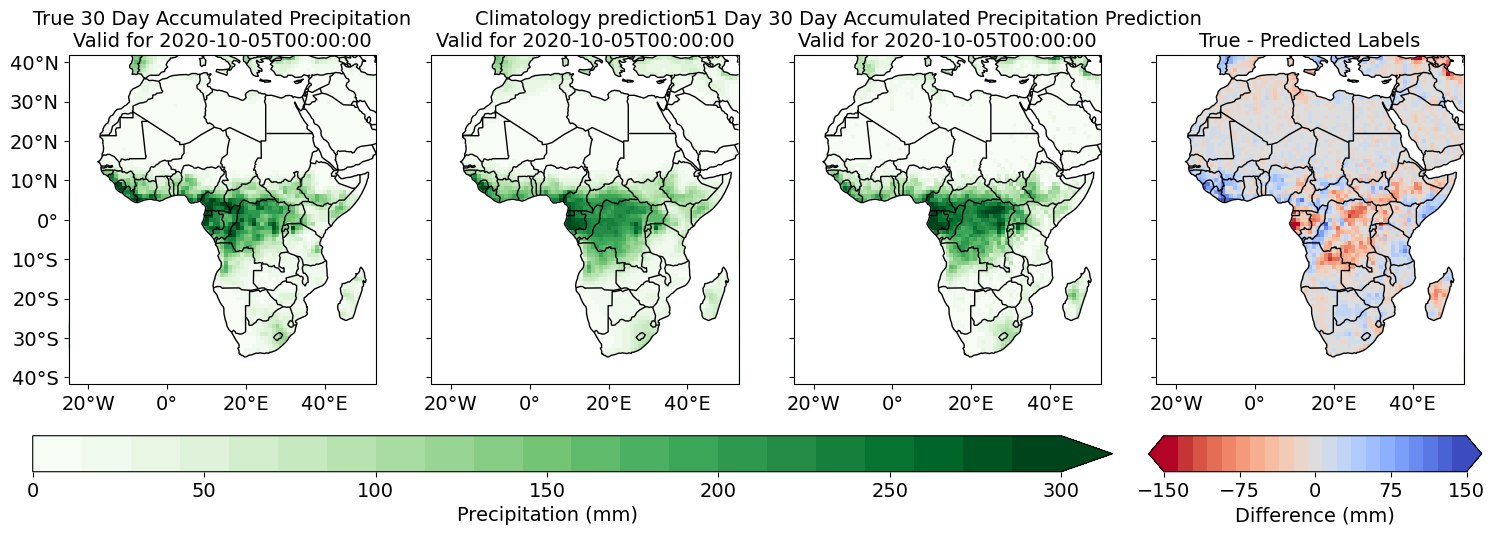 True 30 Day Accumulated Precipitation
Valid for 2020-10-05T00:00:00
Climatology prediction
Valid for 2020-10-05T00:00:00
51 Day 30 Day Accumulated Precipitation Prediction
Valid for 2020-10-05T00:00:00
True - Predicted Labels
40°N
30°N
20°N
10°N
0°
10°S
20°S
30°S
40°S
20°W 0° 20°E 40°E
20°W 0° 20°E 40°E
20°W 0° 20°E 40°E
20°W 0° 20°E 40°E
0 50 100 150 200 250 300
Precipitation (mm)
−150 −75 0 75 150
Difference (mm)